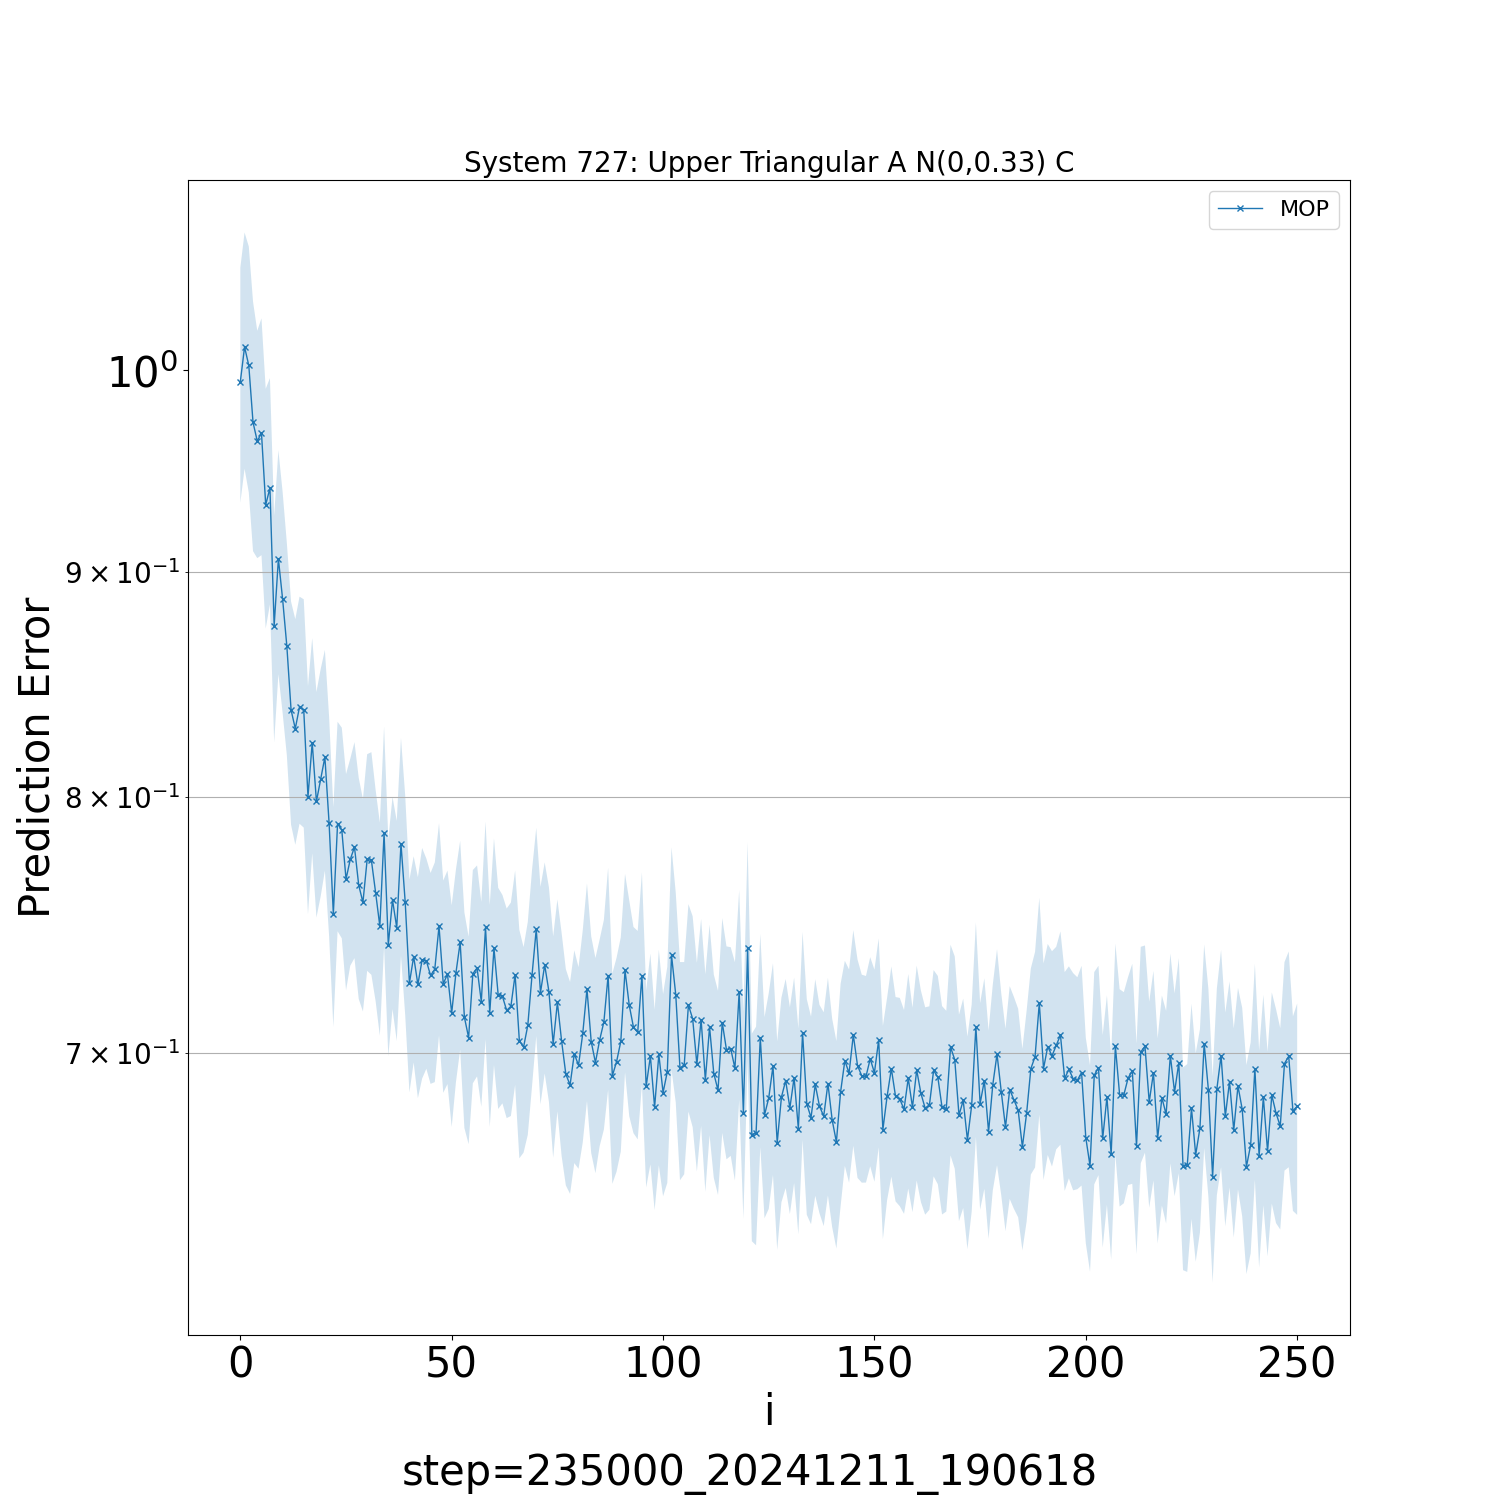 System 727: Upper Triangular A N(0,0.33) C
MOP
10⁰
9 × 10⁻¹
8 × 10⁻¹
7 × 10⁻¹
Prediction Error
0 50 100 150 200 250
i
step=235000_20241211_190618